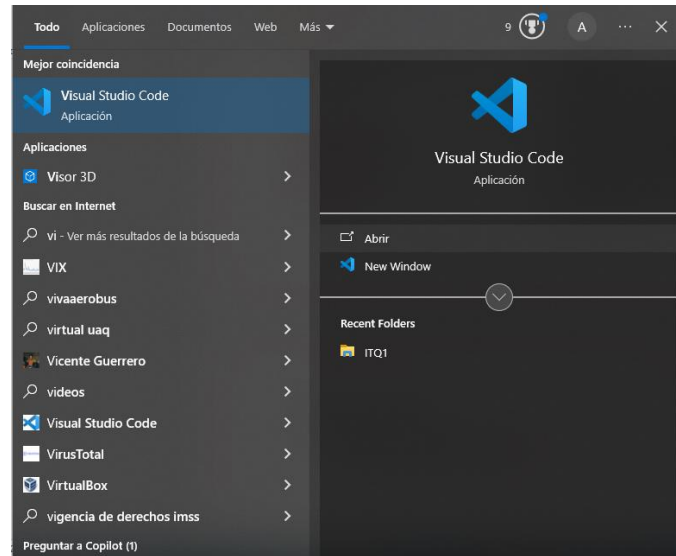 Todo Aplicaciones Documentos Web Más 9 A ...
Mejor coincidencia
Visual Studio Code
Aplicación
Aplicaciones
Visor 3D
Buscar en Internet
vi - Ver más resultados de la búsqueda
VIX
vivaaerobus
virtual uaq
Vicente Guerrero
videos
Visual Studio Code
VirusTotal
VirtualBox
vigencia de derechos imss
Preguntar a Copilot (1)
Visual Studio Code
Aplicación
Abrir
New Window
Recent Folders
ITQ1